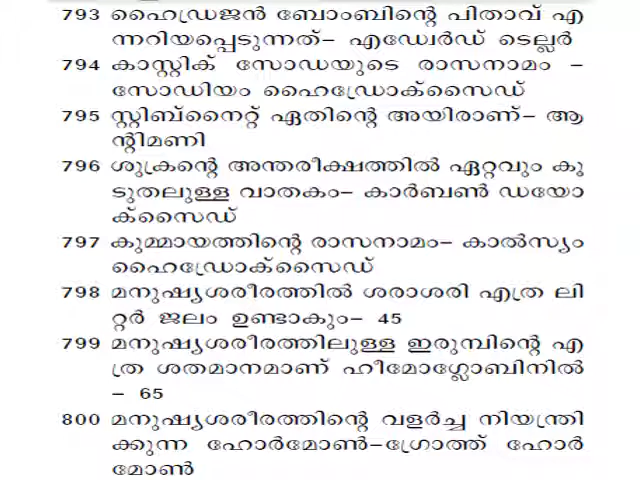 793 ഹൈഡ്രജൻ ബോംബിന്റെ പിതാവ് എ
ന്നറിയപ്പെടുന്നത്- എഡ്വേർഡ് ടെല്ലർ
794 കാസ്റ്റിക് സോഡയുടെ രാസനാമം -
സോഡിയം ഹൈഡ്രോക്സൈഡ്
795 സ്റ്റിബ്നൈറ്റ് ഏതിന്റെ അയിരാണ്- ആ
ന്റിമണി
796 ശുക്രന്റെ അന്തരീക്ഷത്തിൽ ഏറ്റവും കൂ
ടുതലുള്ള വാതകം- കാർബൺ ഡയോ
ക്സൈഡ്
797 കുമ്മായത്തിന്റെ രാസനാമം- കാൽസ്യം
ഹൈഡ്രോക്സൈഡ്
798 മനുഷ്യശരീരത്തിൽ ശരാശരി എത്ര ലി
റ്റർ ജലം ഉണ്ടാകും- 45
799 മനുഷ്യശരീരത്തിലുള്ള ഇരുമ്പിന്റെ എ
ത്ര ശതമാനമാണ് ഹീമോഗ്ലോബിനിൽ
- 65
800 മനുഷ്യശരീരത്തിന്റെ വളർച്ച നിയന്ത്രി
ക്കുന്ന ഹോർമോൺ-ഗ്രോത്ത് ഹോർ
മോൺ